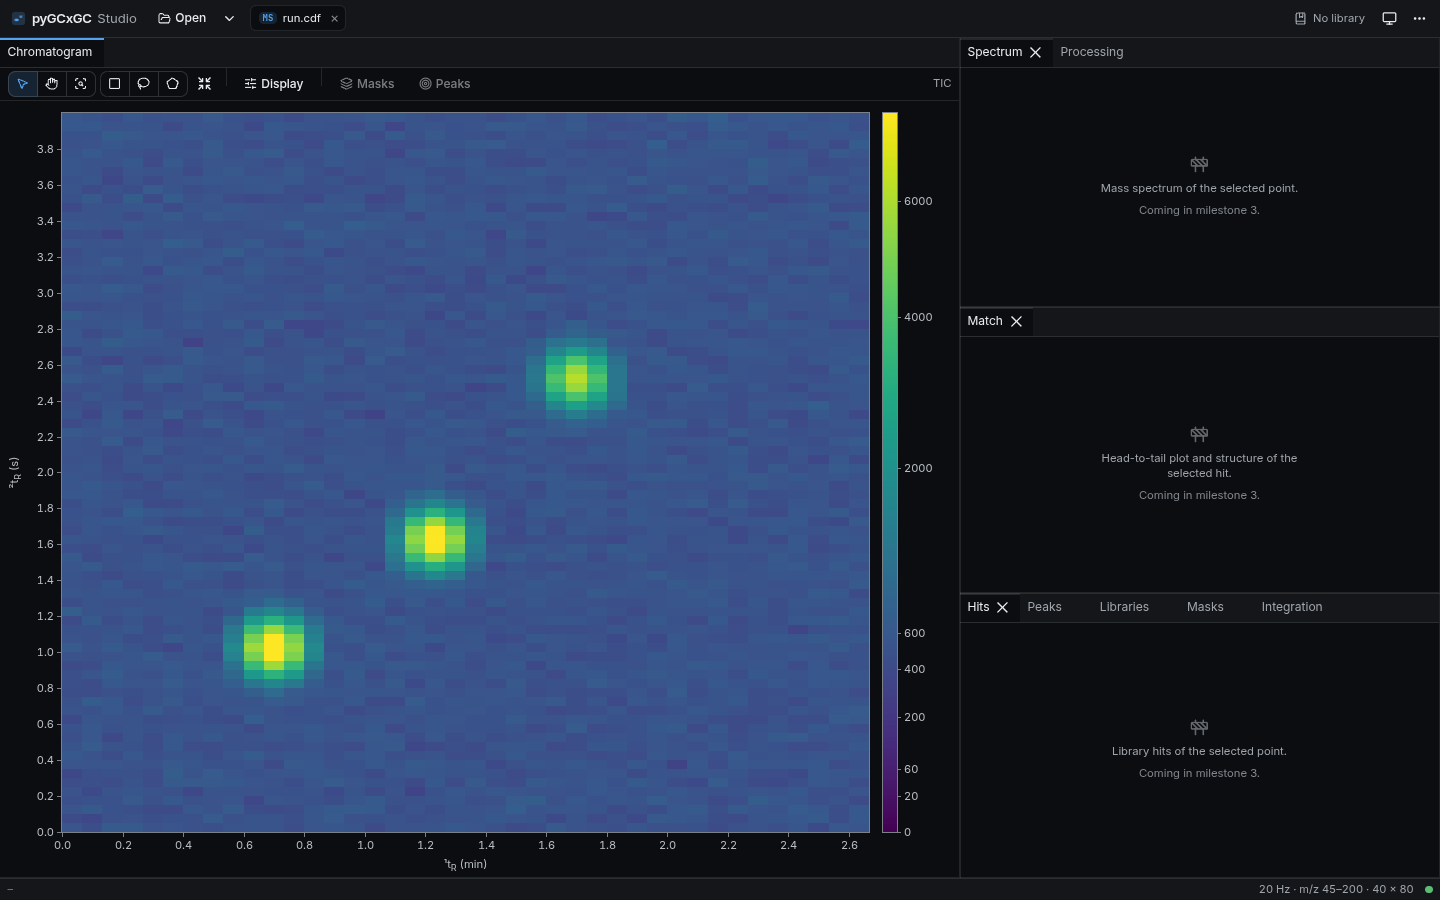 pyGCxGC Studio Open MS run.cdf No library
Chromatogram
Display Masks Peaks TIC
3.8
3.6
3.4
3.2
3.0
2.8
2.6
2.4
2.2
2.0
1.8
1.6
1.4
1.2
1.0
0.8
0.6
0.4
0.2
0.0
²tR (s)
0.0 0.2 0.4 0.6 0.8 1.0 1.2 1.4 1.6 1.8 2.0 2.2 2.4 2.6
¹tR (min)
6000
4000
2000
600
400
200
60
20
0
Spectrum Processing
Mass spectrum of the selected point.
Coming in milestone 3.
Match
Head-to-tail plot and structure of the
selected hit.
Coming in milestone 3.
Hits Peaks Libraries Masks Integration
Library hits of the selected point.
Coming in milestone 3.
– 20 Hz · m/z 45–200 · 40 × 80